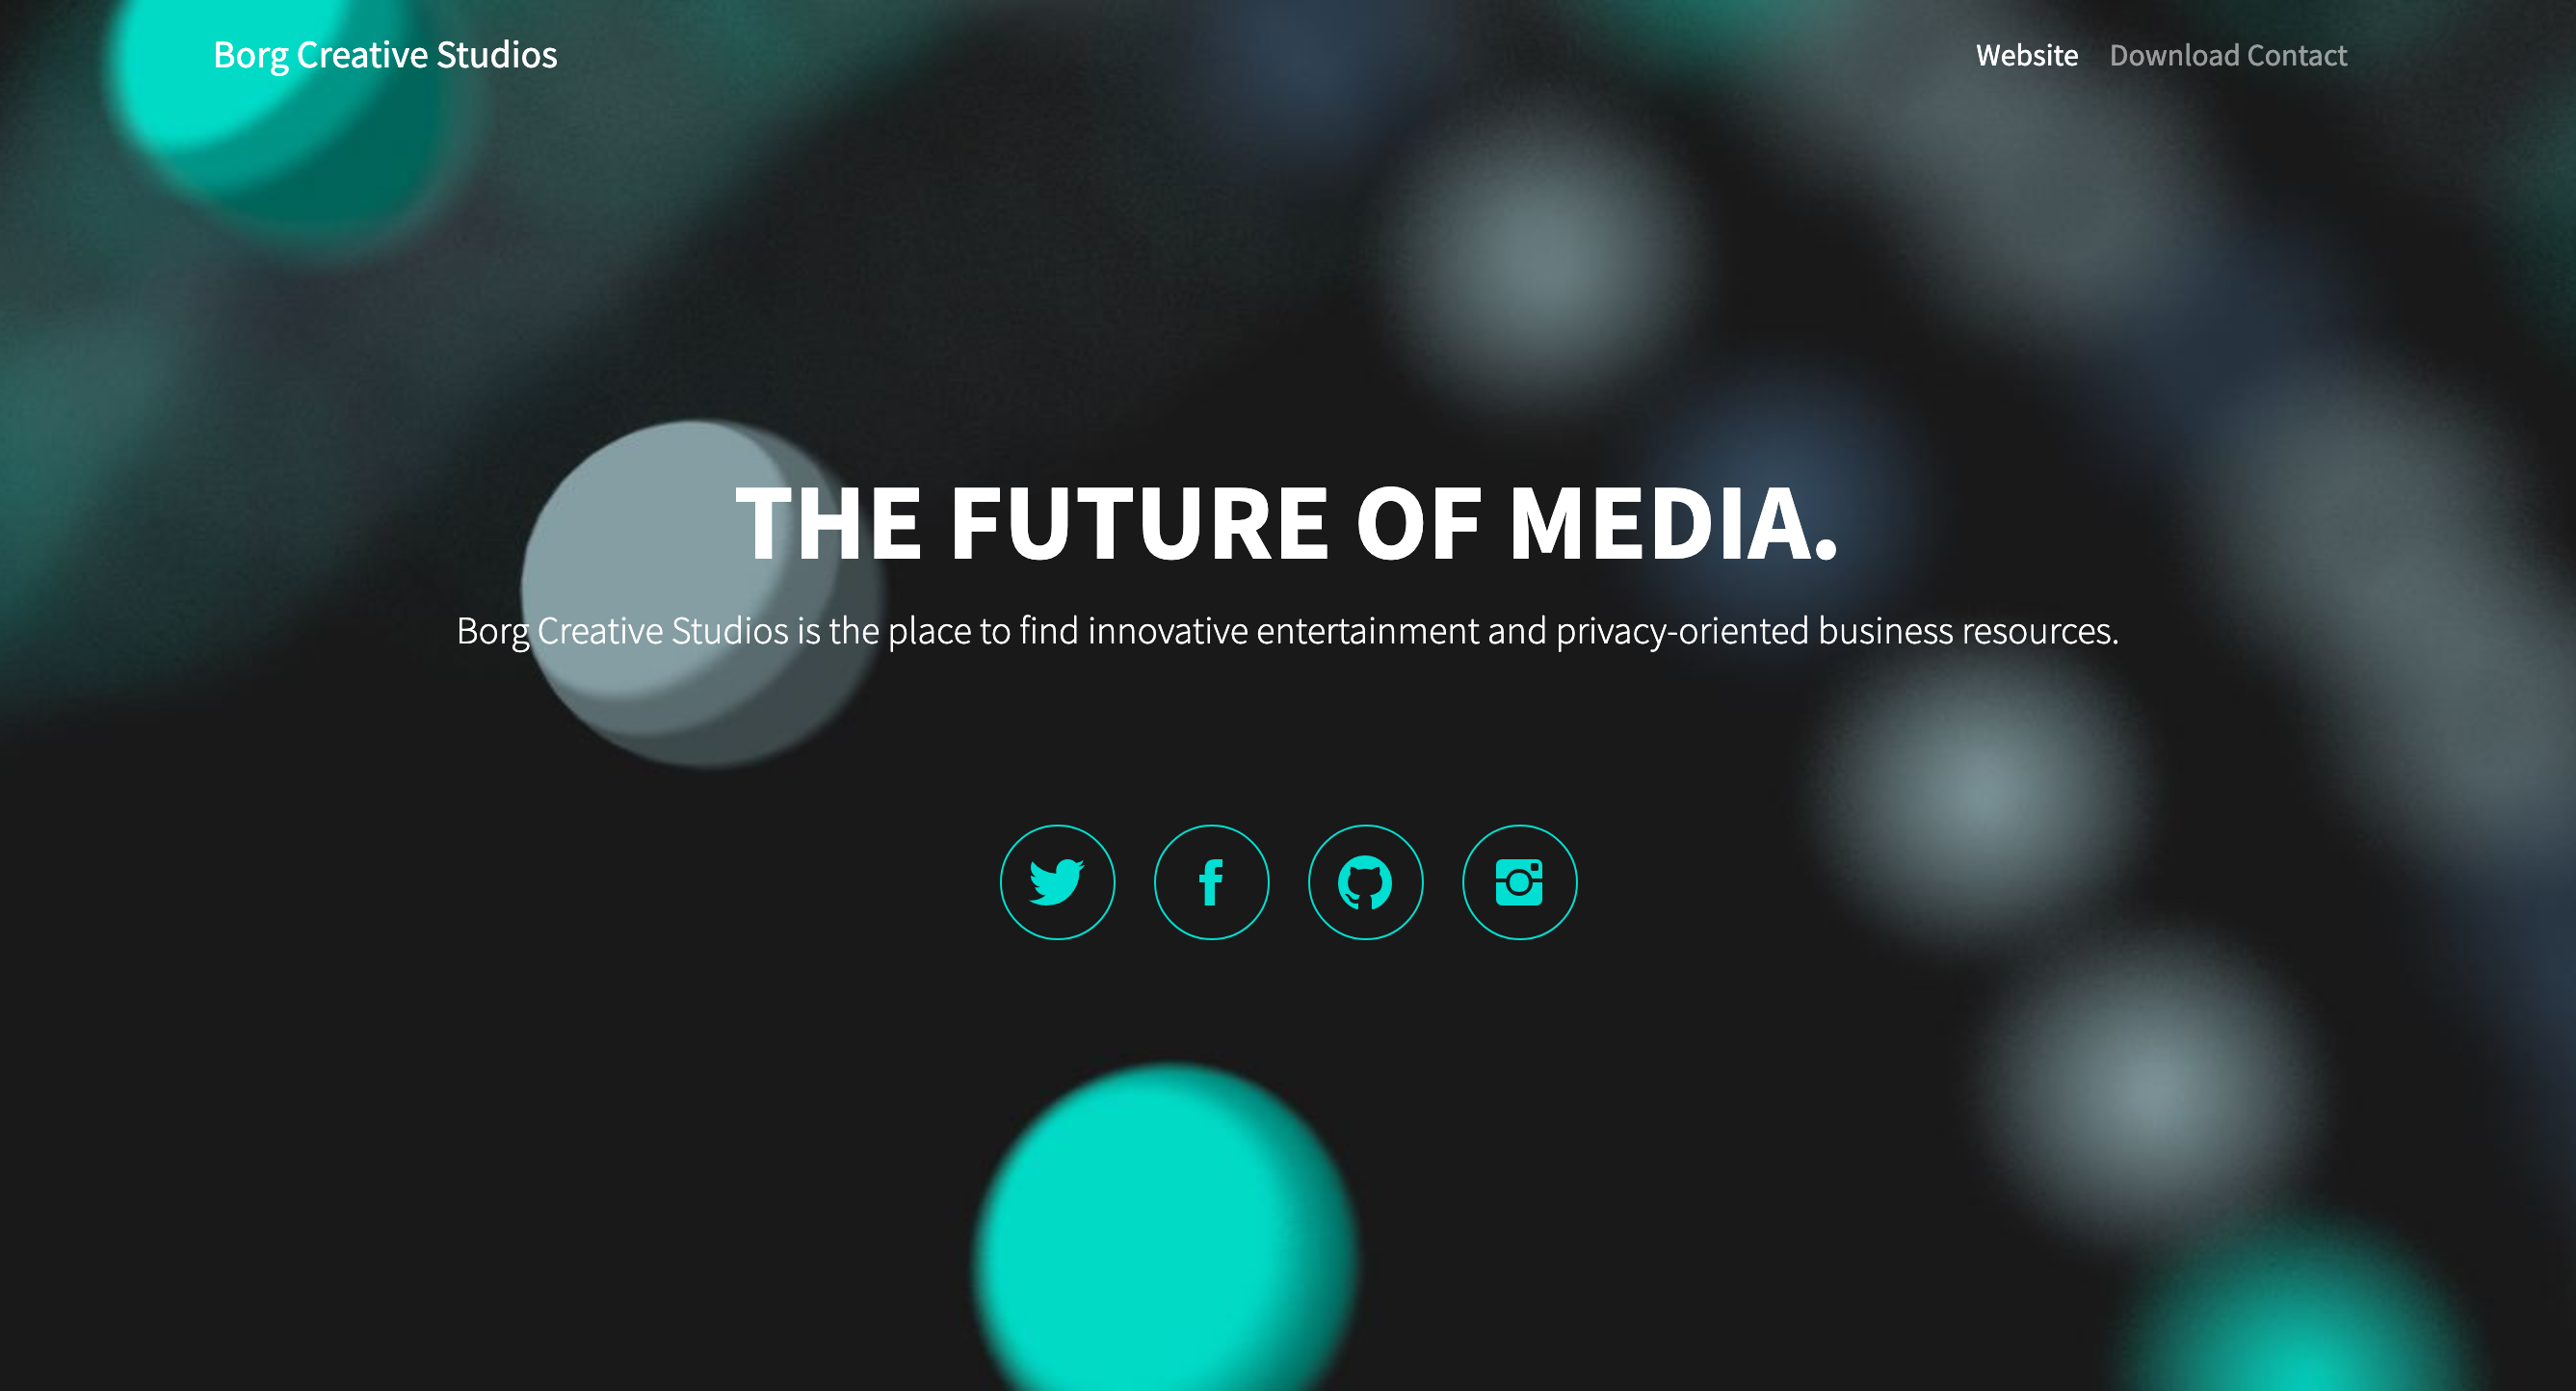 Borg Creative Studios
Website Download Contact
THE FUTURE OF MEDIA.
Borg Creative Studios is the place to find innovative entertainment and privacy-oriented business resources.